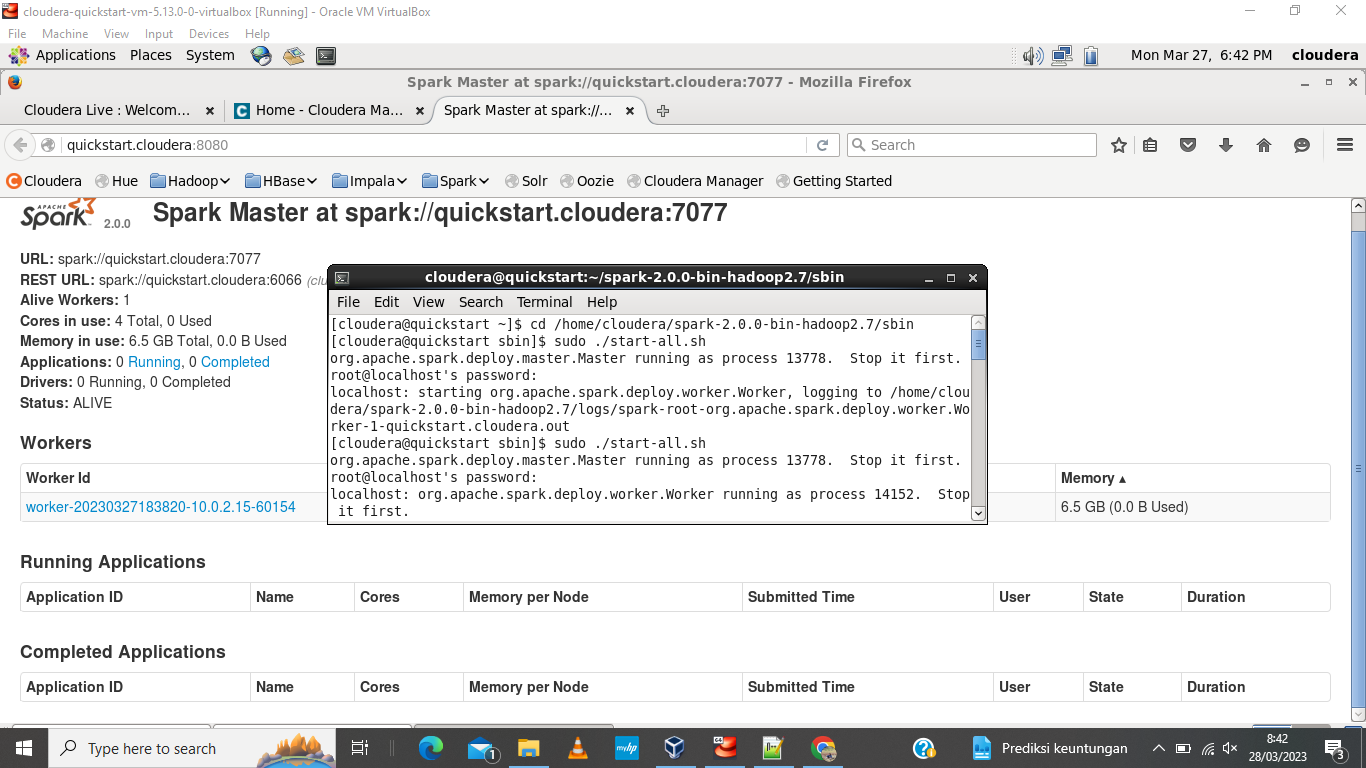 cloudera-quickstart-vm-5.13.0-0-virtualbox [Running] - Oracle VM VirtualBox
File Machine View Input Devices Help
Applications Places System Mon Mar 27, 6:42 PM cloudera
Spark Master at spark://quickstart.cloudera:7077 - Mozilla Firefox
Cloudera Live : Welcom... Home - Cloudera Ma... Spark Master at spark://...
quickstart.cloudera:8080 Search
Cloudera Hue Hadoop HBase Impala Spark Solr Oozie Cloudera Manager Getting Started
APACHE Spark 2.0.0 Spark Master at spark://quickstart.cloudera:7077
URL: spark://quickstart.cloudera:7077
REST URL: spark://quickstart.cloudera:6066 (clu
Alive Workers: 1
Cores in use: 4 Total, 0 Used
Memory in use: 6.5 GB Total, 0.0 B Used
Applications: 0 Running, 0 Completed
Drivers: 0 Running, 0 Completed
Status: ALIVE
Workers
Worker Id Memory
worker-20230327183820-10.0.2.15-60154 6.5 GB (0.0 B Used)
cloudera@quickstart:~/spark-2.0.0-bin-hadoop2.7/sbin
File Edit View Search Terminal Help
[cloudera@quickstart ~]$ cd /home/cloudera/spark-2.0.0-bin-hadoop2.7/sbin
[cloudera@quickstart sbin]$ sudo ./start-all.sh
org.apache.spark.deploy.master.Master running as process 13778.  Stop it first.
root@localhost's password:
localhost: starting org.apache.spark.deploy.worker.Worker, logging to /home/clou
dera/spark-2.0.0-bin-hadoop2.7/logs/spark-root-org.apache.spark.deploy.worker.Wo
rker-1-quickstart.cloudera.out
[cloudera@quickstart sbin]$ sudo ./start-all.sh
org.apache.spark.deploy.master.Master running as process 13778.  Stop it first.
root@localhost's password:
localhost: org.apache.spark.deploy.worker.Worker running as process 14152.  Stop
 it first.
Running Applications
Application ID Name Cores Memory per Node Submitted Time User State Duration
Completed Applications
Application ID Name Cores Memory per Node Submitted Time User State Duration
Type here to search 1 myhp Prediksi keuntungan 8:42
28/03/2023 3